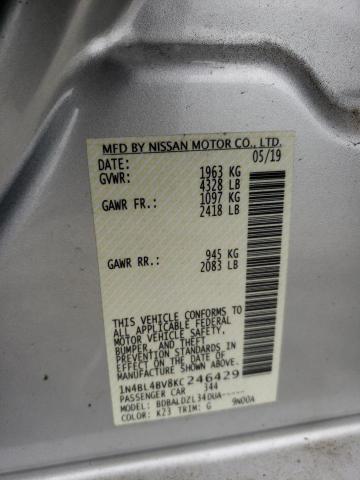 MFD BY NISSAN MOTOR CO., LTD.
DATE: 05/19
GVWR: 1963 KG
4328 LB
GAWR FR.: 1097 KG
2418 LB
GAWR RR.: 945 KG
2083 LB
THIS VEHICLE CONFORMS TO
ALL APPLICABLE FEDERAL
MOTOR VEHICLE SAFETY,
BUMPER, AND THEFT
PREVENTION STANDARDS IN
EFFECT ON THE DATE OF
MANUFACTURE SHOWN ABOVE.
1N4BL4BV8KC246429
PASSENGER CAR 344
MODEL: BDBALDZL34DUA-----
COLOR: K23 TRIM: G 9N00A